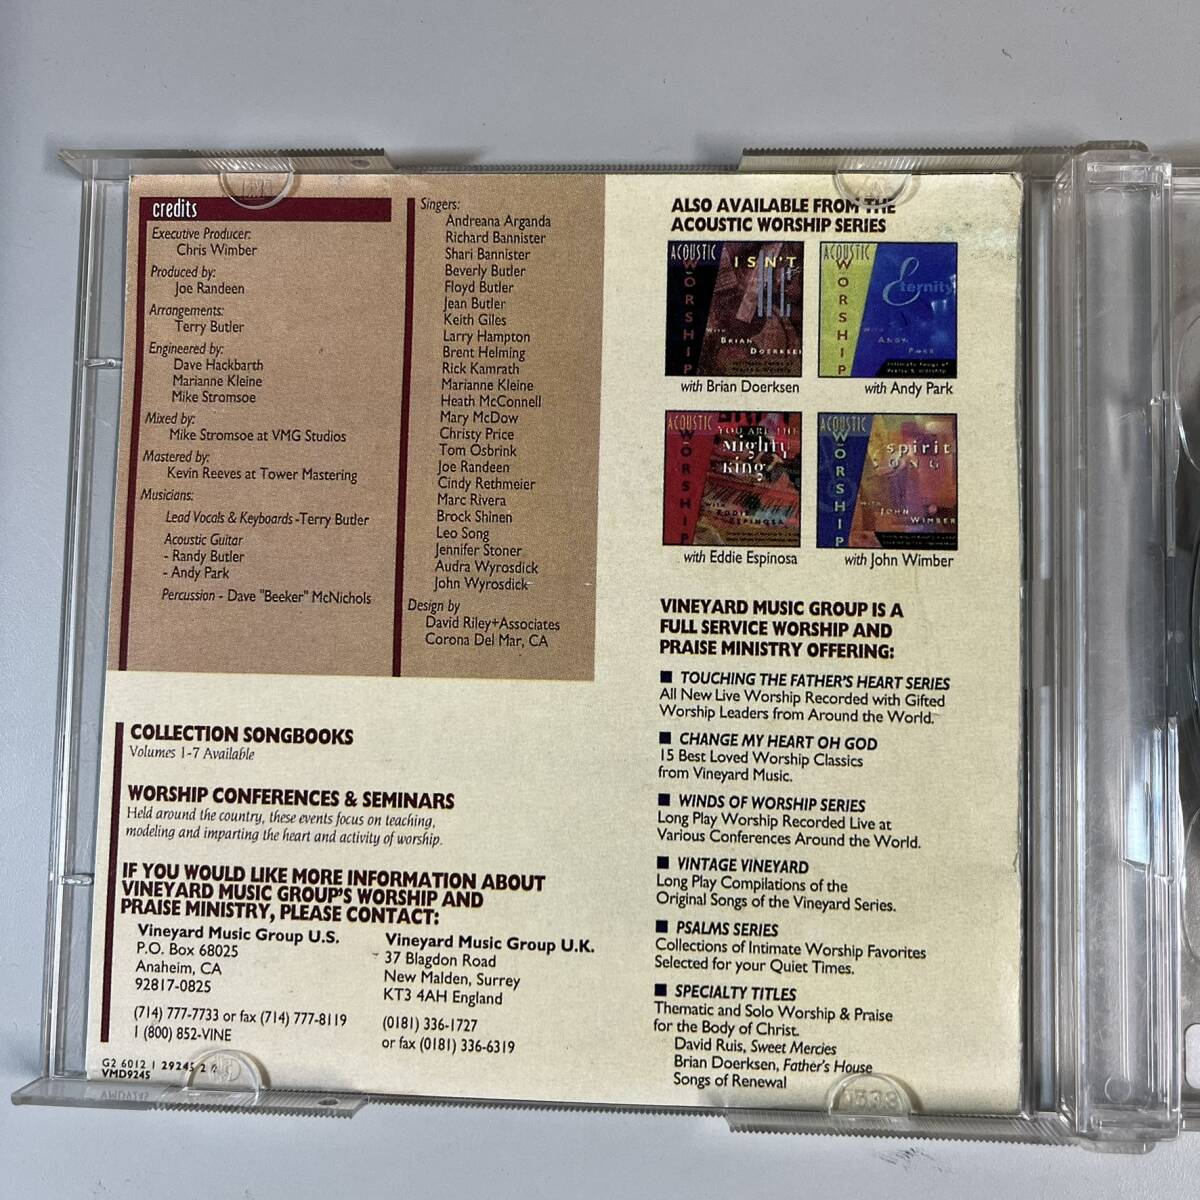 credits
Executive Producer:
Chris Wimber
Produced by:
Joe Randeen
Arrangements:
Terry Butler
Engineered by:
Dave Hackbarth
Marianne Kleine
Mike Stromsoe
Mixed by:
Mike Stromsoe at VMG Studios
Mastered by:
Kevin Reeves at Tower Mastering
Musicians:
Lead Vocals & Keyboards -Terry Butler
Acoustic Guitar
- Randy Butler
- Andy Park
Percussion - Dave "Beeker" McNichols
Singers:
Andreana Arganda
Richard Bannister
Shari Bannister
Beverly Butler
Floyd Butler
Jean Butler
Keith Giles
Larry Hampton
Brent Helming
Rick Kamrath
Marianne Kleine
Heath McConnell
Mary McDow
Christy Price
Tom Osbrink
Joe Randeen
Cindy Rethmeier
Marc Rivera
Brock Shinen
Leo Song
Jennifer Stoner
Audra Wyrosdick
John Wyrosdick
Design by
David Riley+Associates
Corona Del Mar, CA
COLLECTION SONGBOOKS
Volumes 1-7 Available
WORSHIP CONFERENCES & SEMINARS
Held around the country, these events focus on teaching,
modeling and imparting the heart and activity of worship.
IF YOU WOULD LIKE MORE INFORMATION ABOUT
VINEYARD MUSIC GROUP'S WORSHIP AND
PRAISE MINISTRY, PLEASE CONTACT:
Vineyard Music Group U.S.
P.O. Box 68025
Anaheim, CA
92817-0825
(714) 777-7733 or fax (714) 777-8119
1 (800) 852-VINE
Vineyard Music Group U.K.
37 Blagdon Road
New Malden, Surrey
KT3 4AH England
(0181) 336-1727
or fax (0181) 336-6319
G2 6012 1 29245 2
VMD9245
ALSO AVAILABLE FROM THE
ACOUSTIC WORSHIP SERIES
ACOUSTIC
WORSHIP
ISN'T
HE
WITH
BRIAN
DOERKSEN
with Brian Doerksen
ACOUSTIC
WORSHIP
Eternity
WITH
ANDY
PARK
with Andy Park
ACOUSTIC
WORSHIP
YOU ARE THE
Mighty
King
WITH
EDDIE
ESPINOSA
with Eddie Espinosa
ACOUSTIC
WORSHIP
spirit
SONG
WITH
JOHN
WIMBER
with John Wimber
VINEYARD MUSIC GROUP IS A
FULL SERVICE WORSHIP AND
PRAISE MINISTRY OFFERING:
■ TOUCHING THE FATHER'S HEART SERIES
All New Live Worship Recorded with Gifted
Worship Leaders from Around the World.
■ CHANGE MY HEART OH GOD
15 Best Loved Worship Classics
from Vineyard Music.
■ WINDS OF WORSHIP SERIES
Long Play Worship Recorded Live at
Various Conferences Around the World.
■ VINTAGE VINEYARD
Long Play Compilations of the
Original Songs of the Vineyard Series.
■ PSALMS SERIES
Collections of Intimate Worship Favorites
Selected for your Quiet Times.
■ SPECIALTY TITLES
Thematic and Solo Worship & Praise
for the Body of Christ.
David Ruis, Sweet Mercies
Brian Doerksen, Father's House
Songs of Renewal